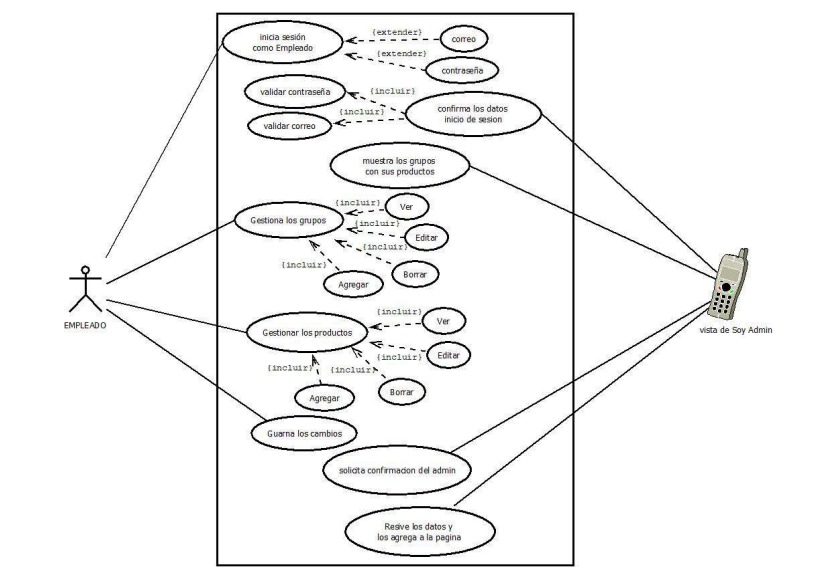 inicia sesión
como Empleado
{extender}
correo
{extender}
contraseña
validar contraseña
{incluir}
confirma los datos
inicio de sesion
{incluir}
validar correo
muestra los grupos
con sus productos
{incluir}
Ver
Gestiona los grupos
{incluir}
Editar
{incluir}
Borrar
{incluir}
Agregar
EMPLEADO
vista de Soy Admin
{incluir}
Ver
Gestionar los productos
{incluir}
Editar
{incluir}
{incluir}
Borrar
Agregar
Guarna los cambios
solicita confirmacion del admin
Resive los datos y
los agrega a la pagina